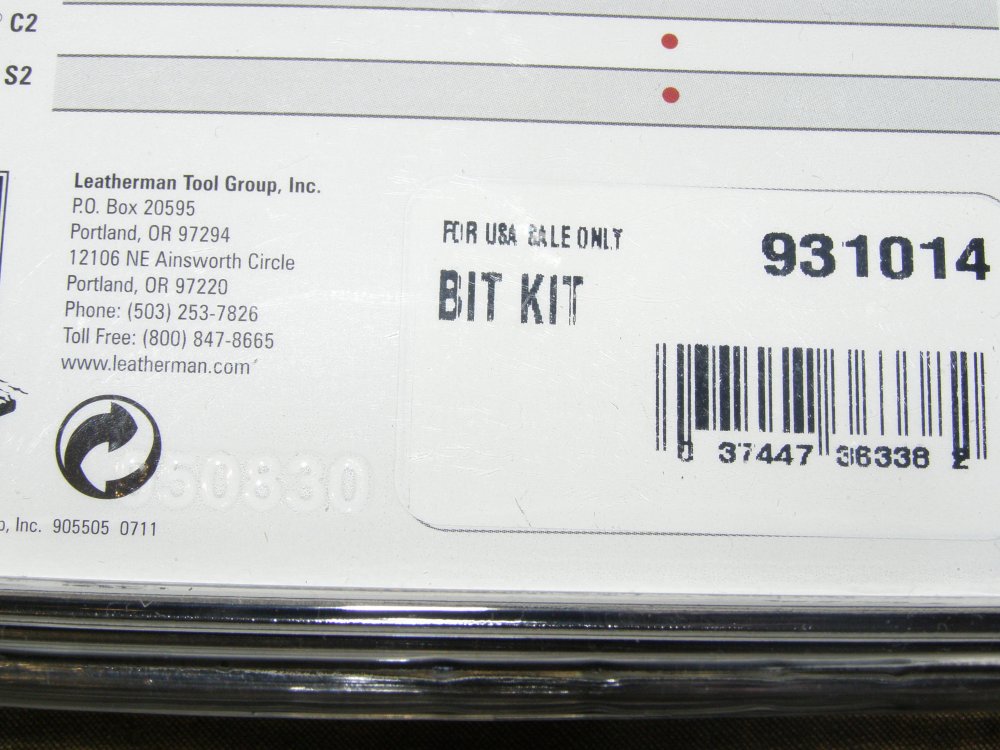 C2
S2
Leatherman Tool Group, Inc.
P.O. Box 20595
Portland, OR 97294
12106 NE Ainsworth Circle
Portland, OR 97220
Phone: (503) 253-7826
Toll Free: (800) 847-8665
www.leatherman.com
Inc. 905505 0711
FOR USA SALE ONLY
931014
BIT KIT
0 37447 36338 2